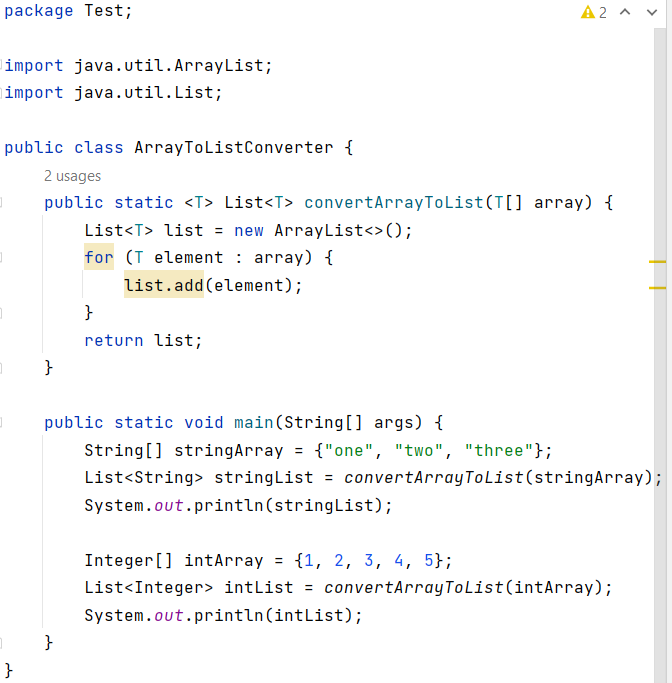 package Test;
2
import java.util.ArrayList;
import java.util.List;
public class ArrayToListConverter {
2 usages
public static <T> List<T> convertArrayToList(T[] array) {
List<T> list = new ArrayList<>();
for (T element : array) {
list.add(element);
}
return list;
}
public static void main(String[] args) {
String[] stringArray = {"one", "two", "three"};
List<String> stringList = convertArrayToList(stringArray);
System.out.println(stringList);
Integer[] intArray = {1, 2, 3, 4, 5};
List<Integer> intList = convertArrayToList(intArray);
System.out.println(intList);
}
}